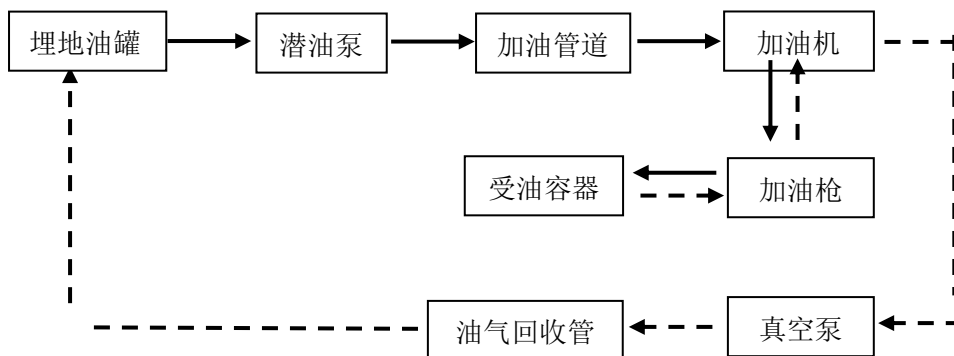 埋地油罐
潜油泵
加油管道
加油机
受油容器
加油枪
油气回收管
真空泵